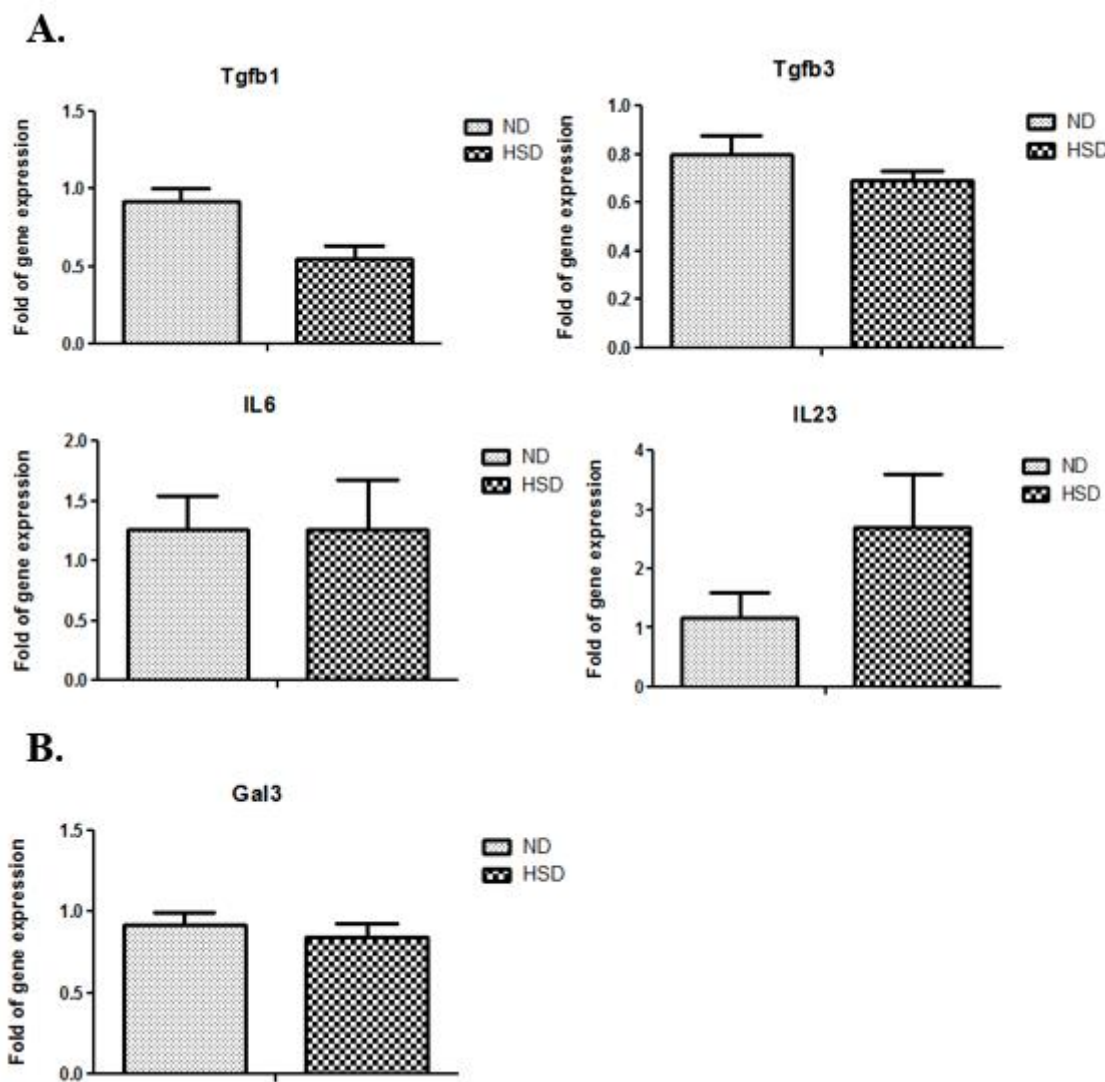 A.
Tgfb1
Fold of gene expression
1.5
1.0
0.5
0.0
ND
HSD
Tgfb3
Fold of gene expression
1.0
0.8
0.6
0.4
0.2
0.0
ND
HSD
IL6
Fold of gene expression
2.0
1.5
1.0
0.5
0.0
ND
HSD
IL23
Fold of gene expression
4
3
2
1
0
ND
HSD
B.
Gal3
Fold of gene expression
1.5
1.0
0.5
0.0
ND
HSD